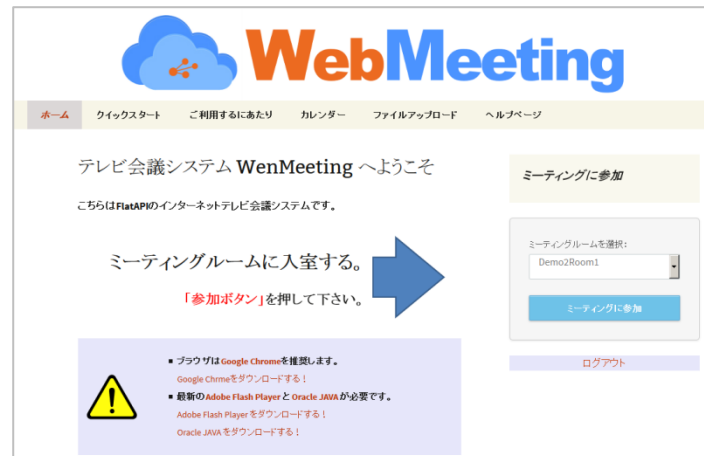 WebMeeting
ホーム クイックスタート ご利用するにあたり カレンダー ファイルアップロード ヘルプページ
テレビ会議システム WenMeeting へようこそ
こちらはFlatAPIのインターネットテレビ会議システムです。
ミーティングルームに入室する。
「参加ボタン」を押して下さい。
ミーティングに参加
ミーティングルームを選択:
Demo2Room1
ミーティングに参加
ログアウト
■ ブラウザはGoogle Chromeを推奨します。
Google Chrmeをダウンロードする！
■ 最新のAdobe Flash PlayerとOracle JAVAが必要です。
Adobe Flash Playerをダウンロードする！
Oracle JAVAをダウンロードする！